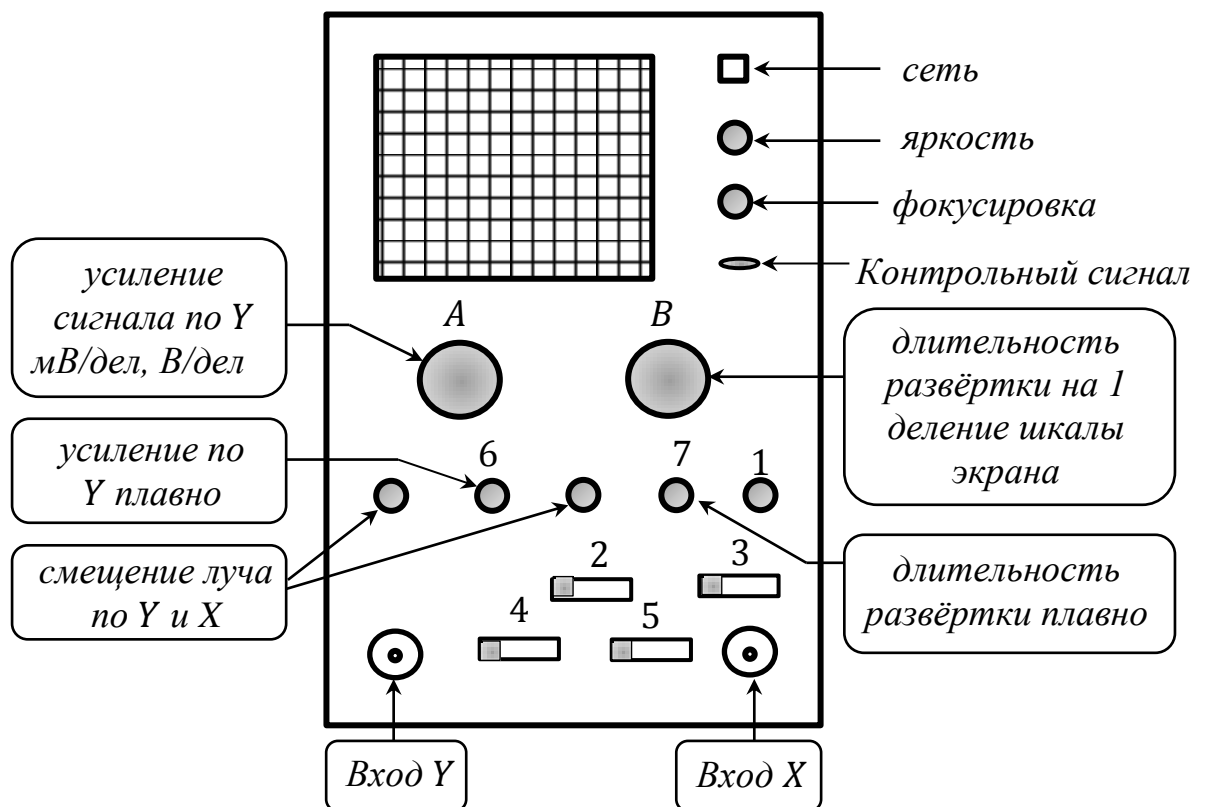 сеть
яркость
фокусировка
Контрольный сигнал
усиление
сигнала по Y
мВ/дел, В/дел
A
B
длительность
развёртки на 1
деление шкалы
экрана
усиление по
Y плавно
6
7
1
смещение луча
по Y и X
2
3
4
5
длительность
развёртки плавно
Вход Y
Вход X